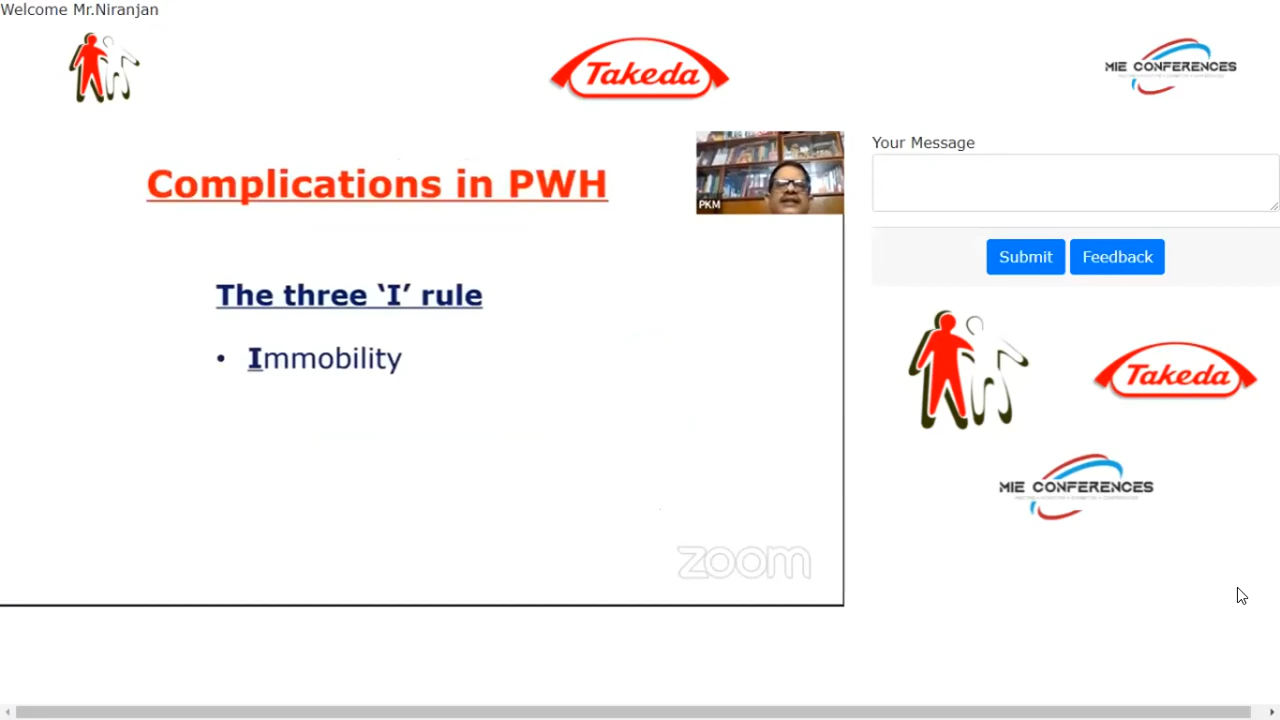 Welcome Mr.Niranjan
Takeda
MIE CONFERENCES
Complications in PWH
PKM
The three ‘I’ rule
• Immobility
zoom
Your Message
Submit
Feedback
Takeda
MIE CONFERENCES